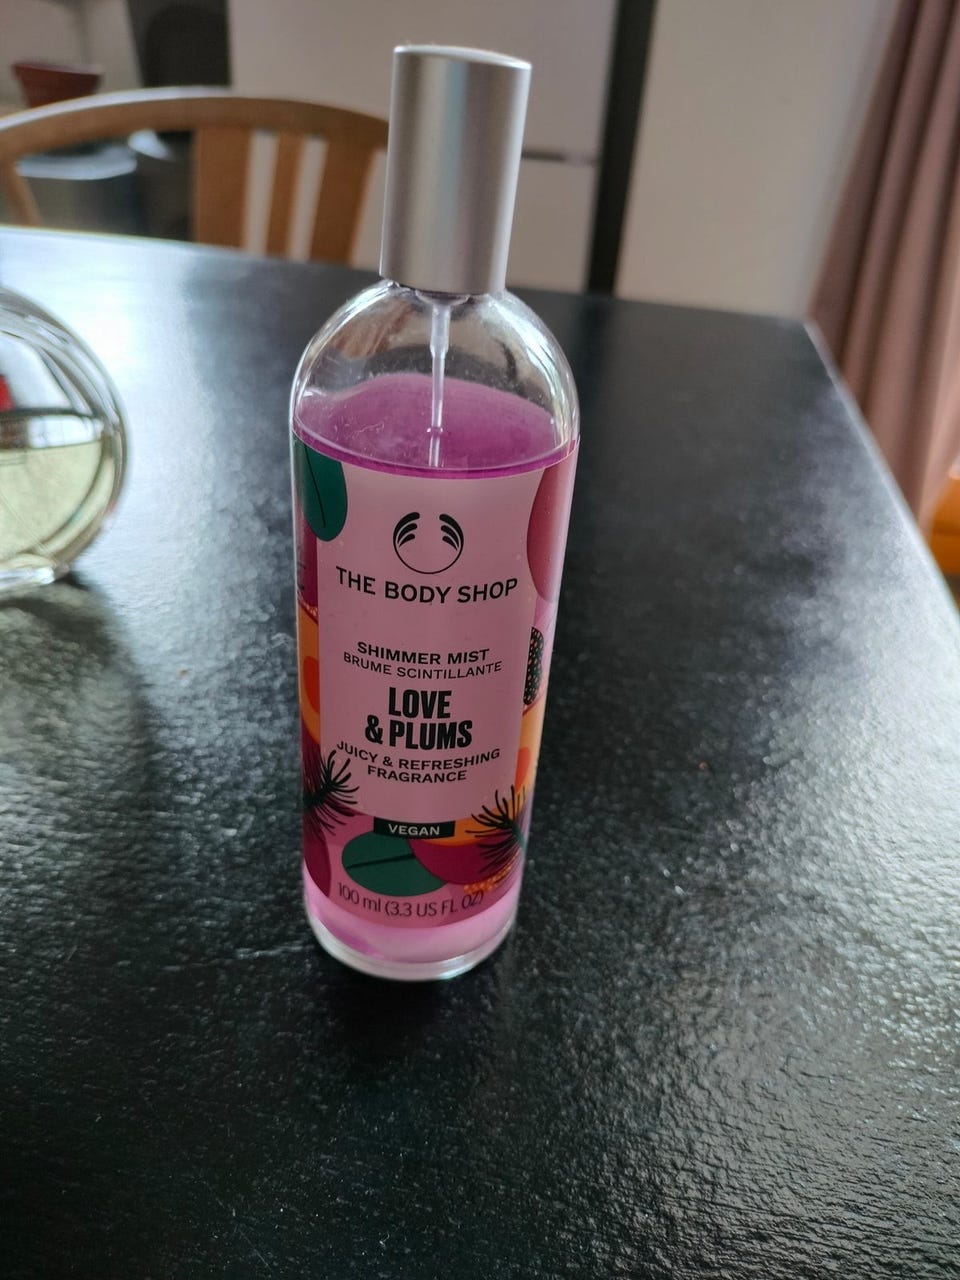 THE BODY SHOP
SHIMMER MIST
BRUME SCINTILLANTE
LOVE
& PLUMS
JUICY & REFRESHING
FRAGRANCE
VEGAN
100 ml (3.3 US FL OZ)